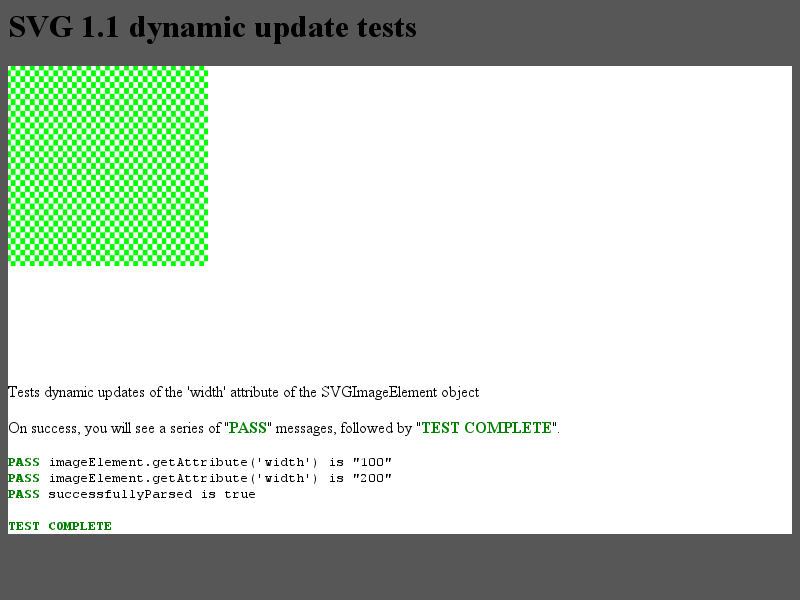 SVG 1.1 dynamic update tests
Tests dynamic updates of the 'width' attribute of the SVGImageElement object
On success, you will see a series of "PASS" messages, followed by "TEST COMPLETE".
PASS imageElement.getAttribute('width') is "100"
PASS imageElement.getAttribute('width') is "200"
PASS successfullyParsed is true
TEST COMPLETE